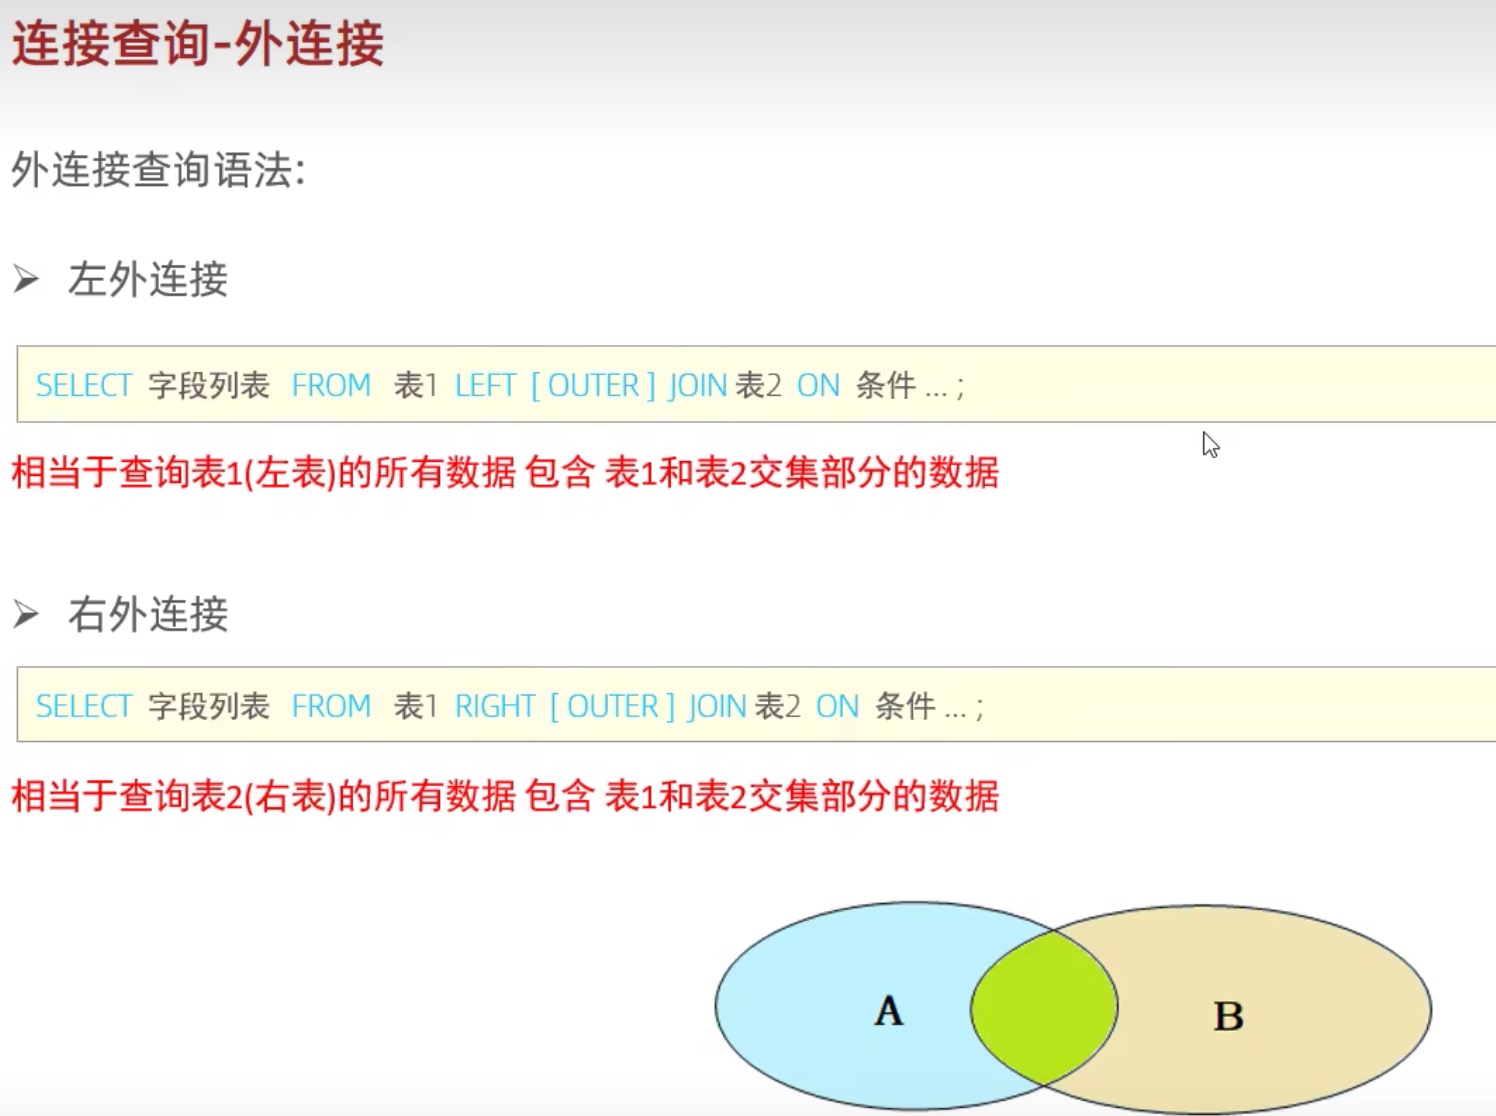 连接查询-外连接
外连接查询语法:
左外连接
SELECT 字段列表 FROM 表1 LEFT [ OUTER ] JOIN 表2 ON 条件 ... ;
相当于查询表1(左表)的所有数据 包含 表1和表2交集部分的数据
右外连接
SELECT 字段列表 FROM 表1 RIGHT [ OUTER ] JOIN 表2 ON 条件 ... ;
相当于查询表2(右表)的所有数据 包含 表1和表2交集部分的数据
A
B